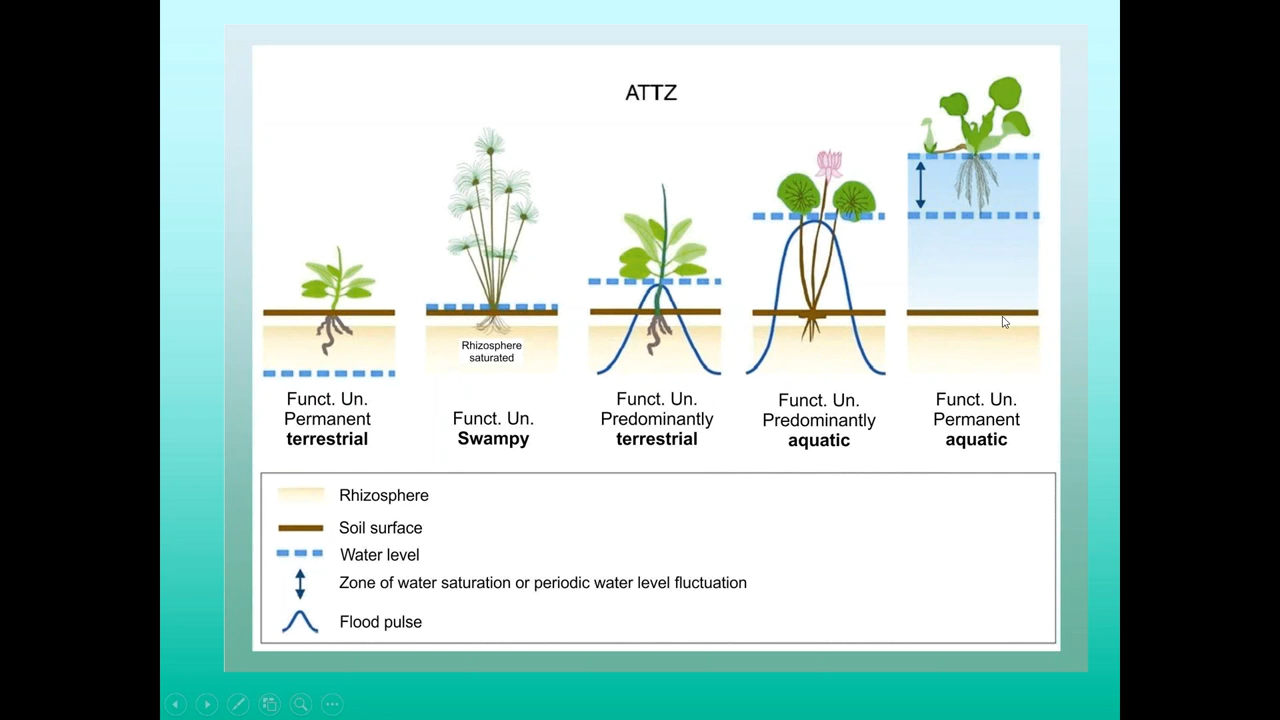 ATTZ
Rhizosphere
saturated
Funct. Un.
Permanent
terrestrial
Funct. Un.
Swampy
Funct. Un.
Predominantly
terrestrial
Funct. Un.
Predominantly
aquatic
Funct. Un.
Permanent
aquatic
Rhizosphere
Soil surface
Water level
Zone of water saturation or periodic water level fluctuation
Flood pulse